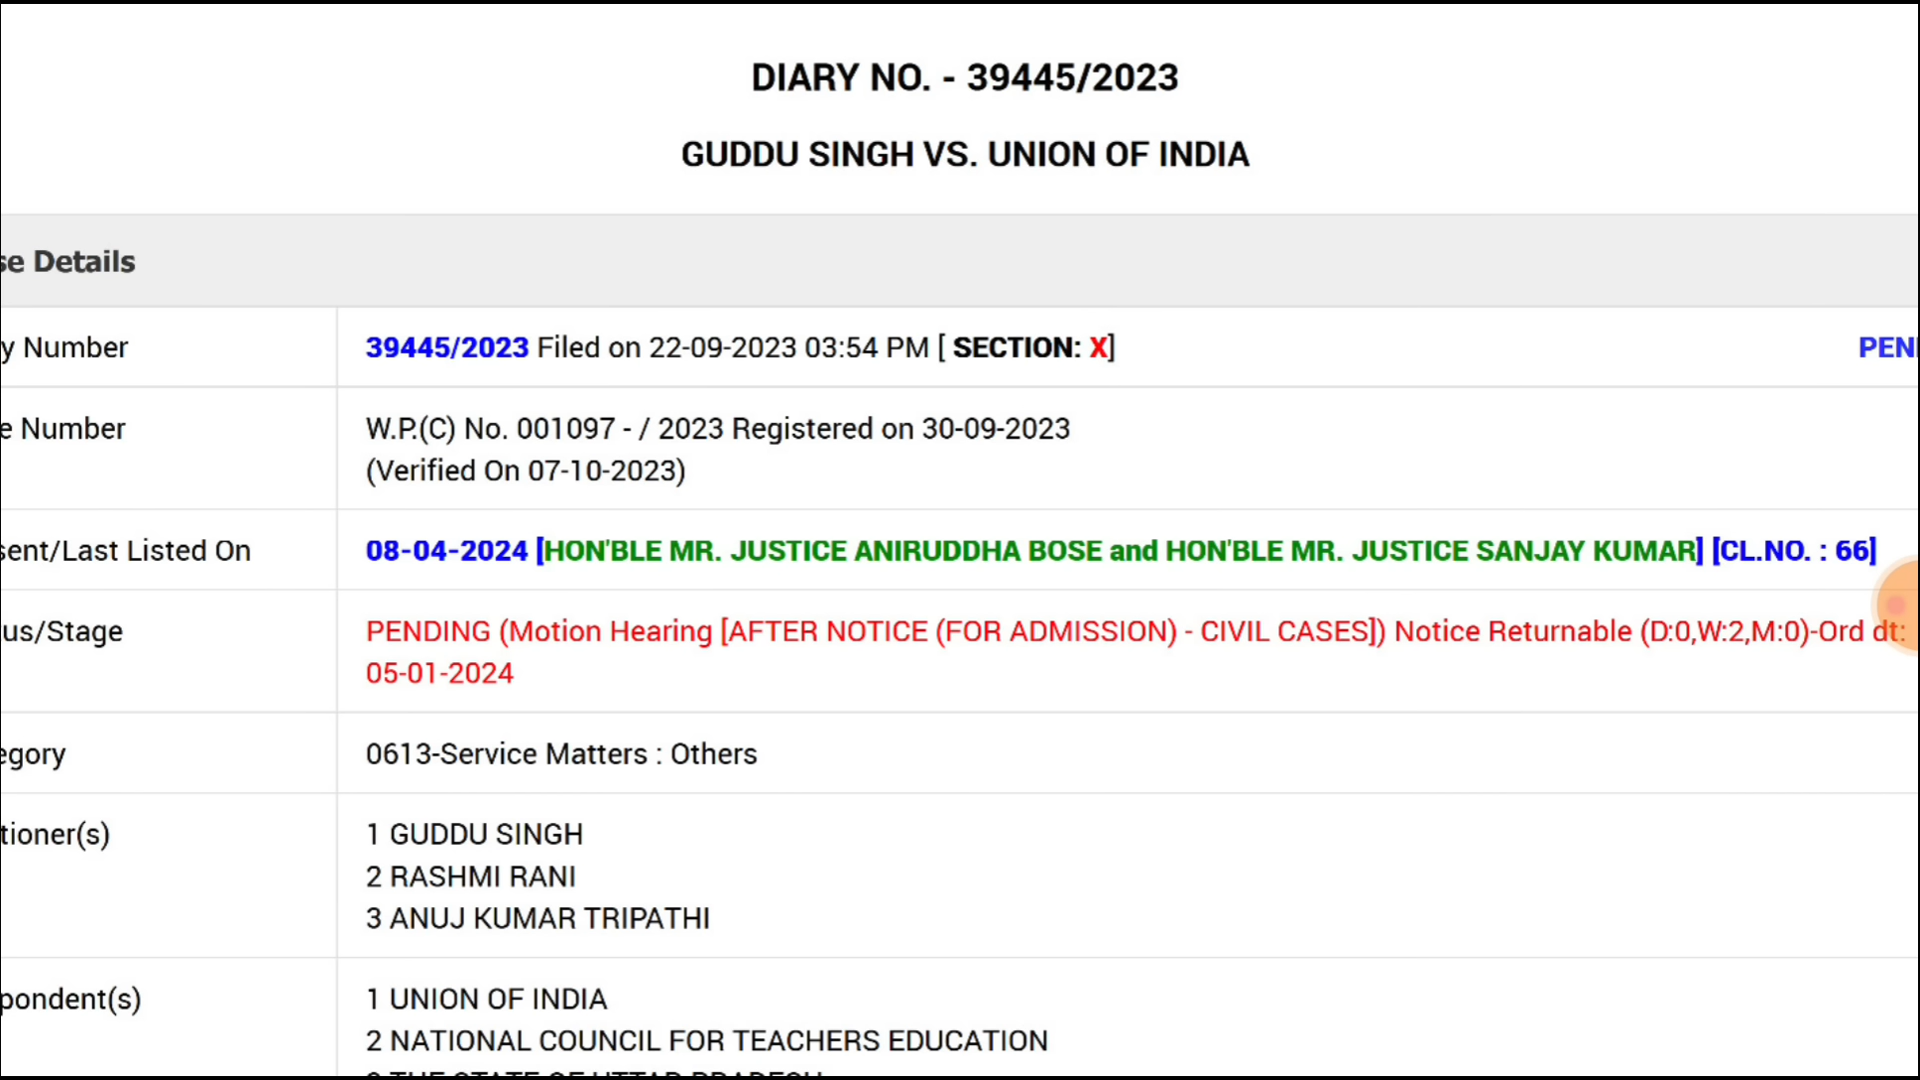 DIARY NO. - 39445/2023
GUDDU SINGH VS. UNION OF INDIA
se Details
y Number
39445/2023 Filed on 22-09-2023 03:54 PM [ SECTION: X]
PEN
e Number
W.P.(C) No. 001097 - / 2023 Registered on 30-09-2023
(Verified On 07-10-2023)
sent/Last Listed On
08-04-2024 [HON'BLE MR. JUSTICE ANIRUDDHA BOSE and HON'BLE MR. JUSTICE SANJAY KUMAR] [CL.NO. : 66]
us/Stage
PENDING (Motion Hearing [AFTER NOTICE (FOR ADMISSION) - CIVIL CASES]) Notice Returnable (D:0,W:2,M:0)-Ord dt:
05-01-2024
egory
0613-Service Matters : Others
tioner(s)
1 GUDDU SINGH
2 RASHMI RANI
3 ANUJ KUMAR TRIPATHI
pondent(s)
1 UNION OF INDIA
2 NATIONAL COUNCIL FOR TEACHERS EDUCATION
THE STATE OF UTTAR PRADESH